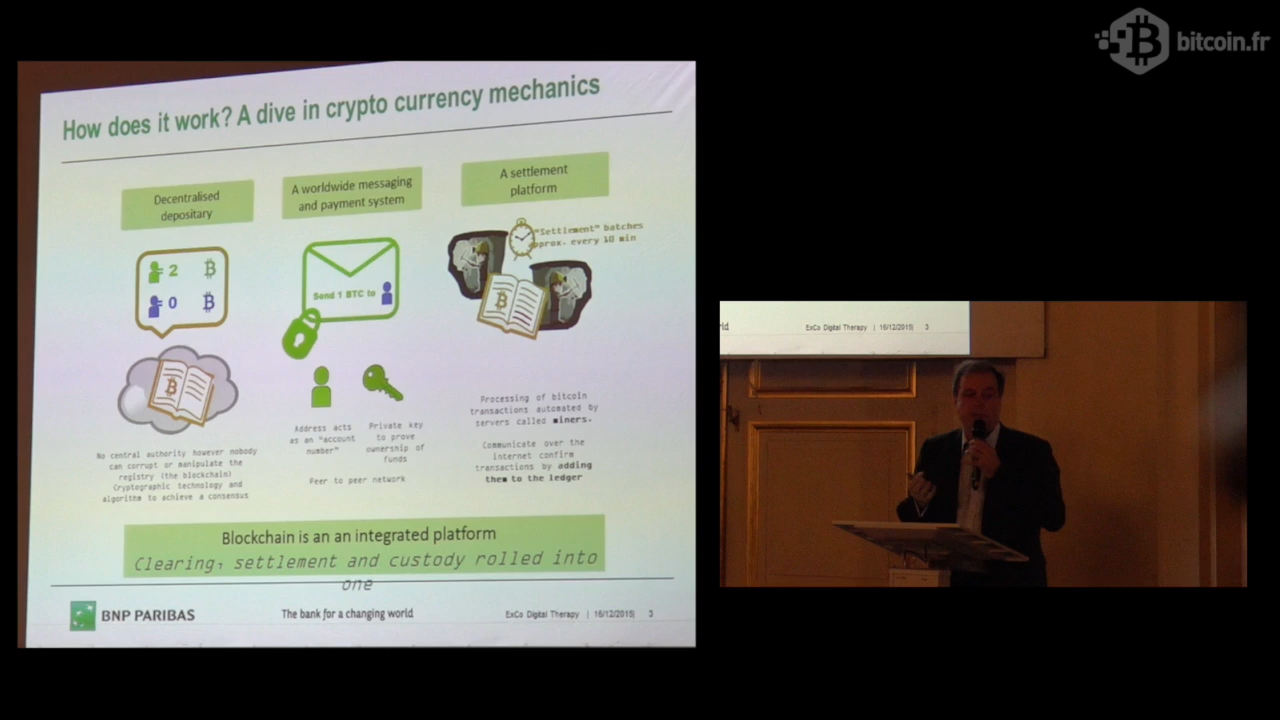 bitcoin.fr
How does it work? A dive in crypto currency mechanics
Decentralised
depositary
A worldwide messaging
and payment system
A settlement
platform
"Settlement" batches
approx. every 10 min
2
0
Send 1 BTC to
No central authority however nobody
can corrupt or manipulate the
registry (the blockchain)
Cryptographic technology and
algorithm to achieve a consensus
Address acts
as an "account
number"
Private key
to prove
ownership of
funds
Peer to peer network
Processing of bitcoin
transactions automated by
servers called miners.
Communicate over the
internet confirm
transactions by adding
them to the ledger
Blockchain is an an integrated platform
Clearing, settlement and custody rolled into
one
BNP PARIBAS
The bank for a changing world
ExCo Digital Therapy | 16/12/2015| 3
rld
ExCo Digital Therapy | 16/12/2015| 3